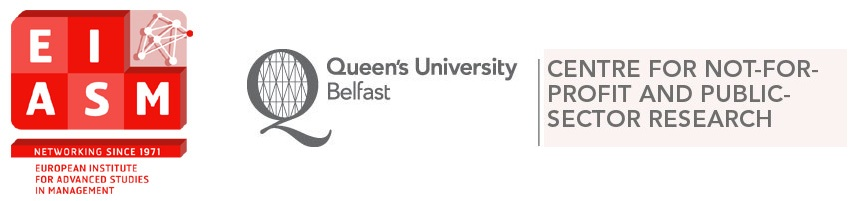 E I
A S M
NETWORKING SINCE 1971
EUROPEAN INSTITUTE
FOR ADVANCED STUDIES
IN MANAGEMENT
Queen's University
Belfast
CENTRE FOR NOT-FOR-
PROFIT AND PUBLIC-
SECTOR RESEARCH